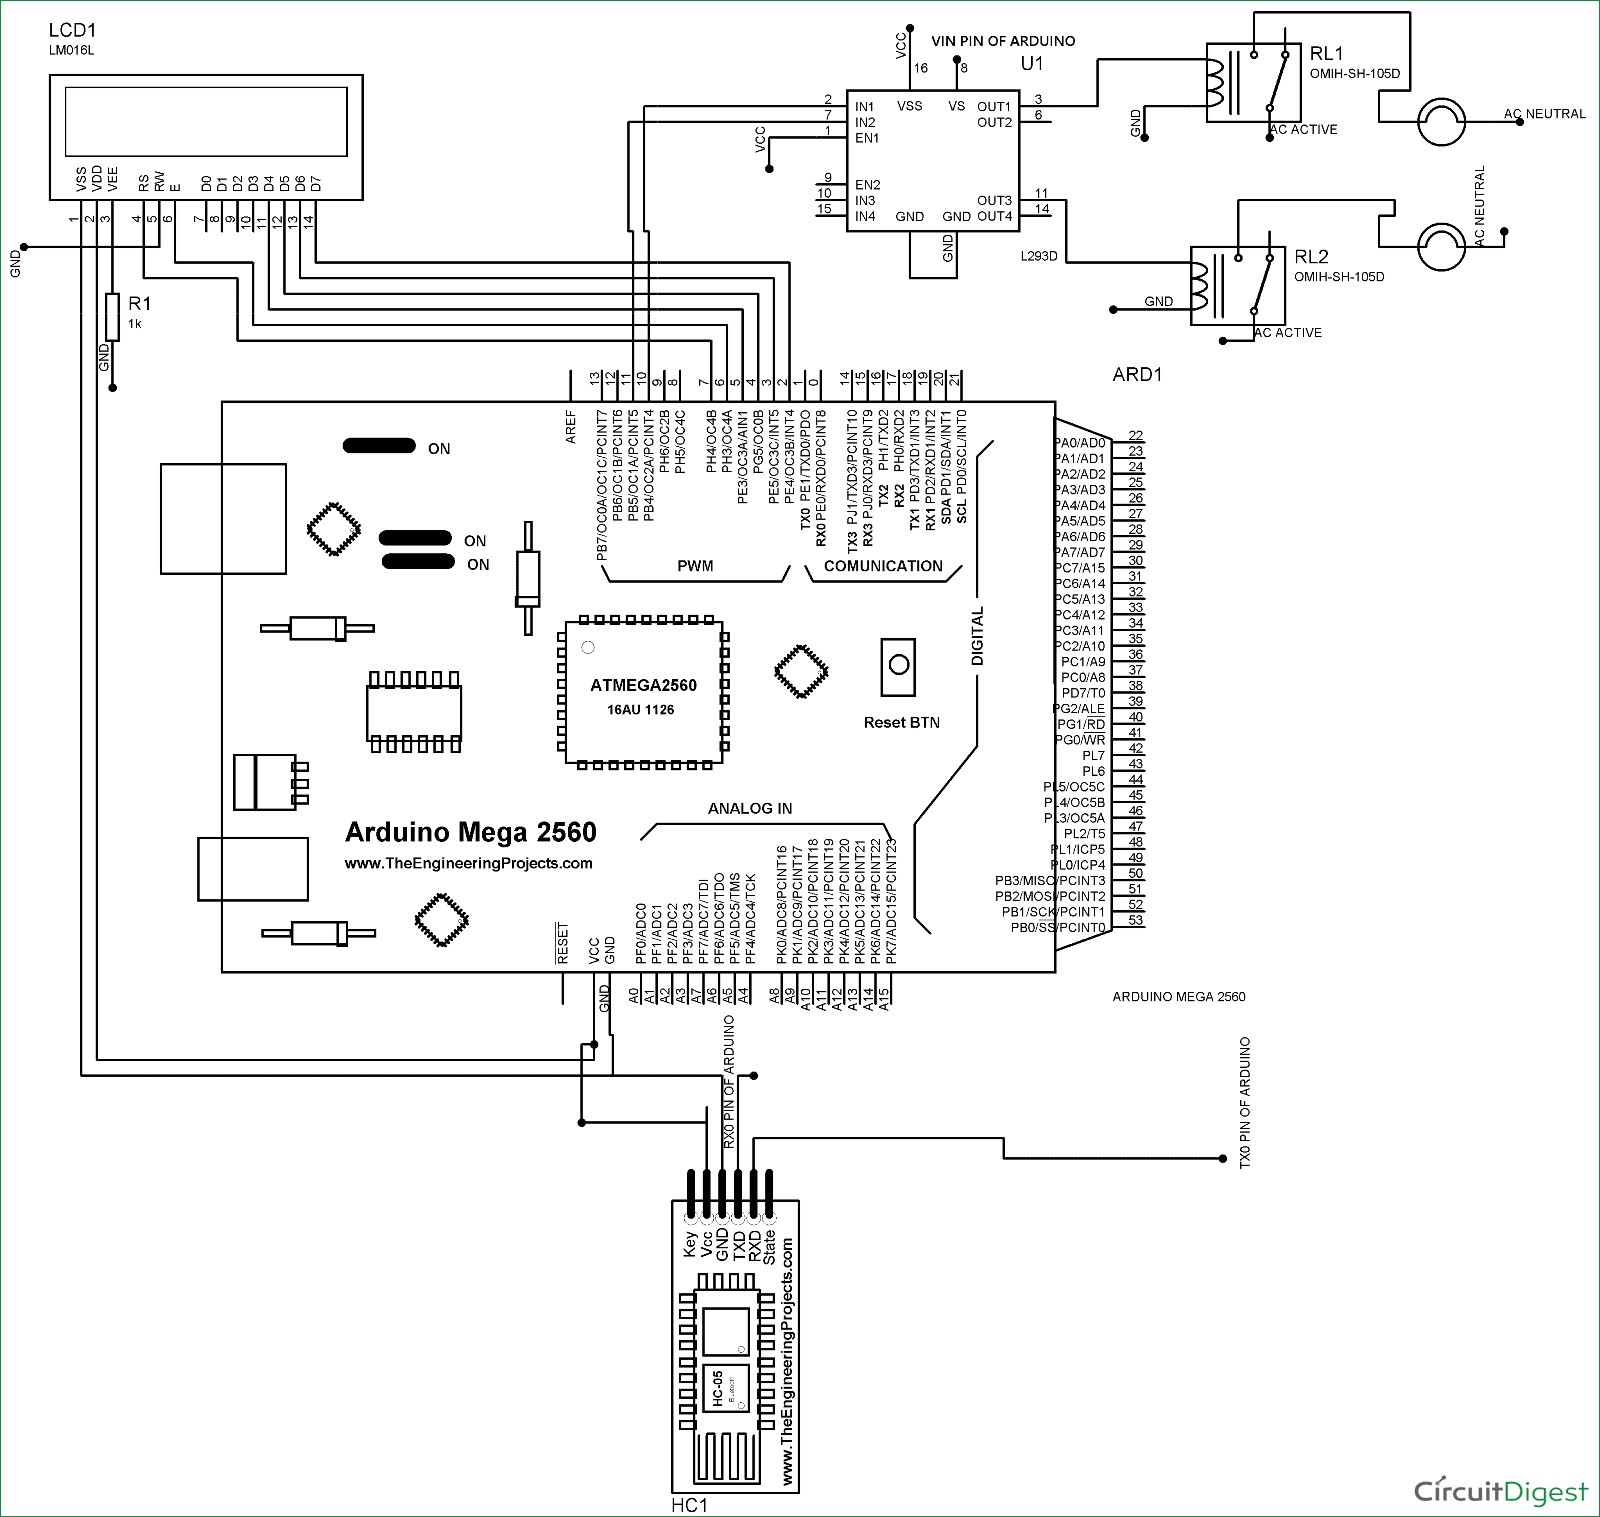 LCD1
LM016L
VSS
VDD
VEE
RS
RW
E
D0
D1
D2
D3
D4
D5
D6
D7
1
2
3
4
5
6
7
8
9
10
11
12
13
14
GND
R1
1k
GND
VCC
16
VIN PIN OF ARDUINO
8
U1
2
7
1
9
10
15
IN1
IN2
EN1
EN2
IN3
IN4
VSS
VS
OUT1
OUT2
OUT3
OUT4
GND
GND
3
6
11
14
VCC
GND
L293D
RL1
OMIH-SH-105D
GND
AC ACTIVE
AC NEUTRAL
RL2
OMIH-SH-105D
GND
AC ACTIVE
AC NEUTRAL
ARD1
13
12
11
10
9
8
7
6
5
4
3
2
1
0
14
15
16
17
18
19
20
21
AREF
PB7/OC0A/OC1C/PCINT7
PB6/OC1B/PCINT6
PB5/OC1A/PCINT5
PB4/OC2A/PCINT4
PH6/OC2B
PH5/OC4C
PH4/OC4B
PH3/OC4A
PE3/OC3A/AIN1
PG5/OC0B
PE5/OC3C/INT5
PE4/OC3B/INT4
TX0 PE1/TXD0/PDO
RX0 PE0/RXD0/PCINT8
TX3 PJ1/TXD3/PCINT10
RX3 PJ0/RXD3/PCINT9
TX2 PH1/TXD2
RX2 PH0/RXD2
TX1 PD3/TXD1/INT3
RX1 PD2/RXD1/INT2
SDA PD1/SDA/INT1
SCL PD0/SCL/INT0
PWM
COMUNICATION
DIGITAL
ON
ON
ON
ATMEGA2560
16AU 1126
Reset BTN
ANALOG IN
Arduino Mega 2560
www.TheEngineeringProjects.com
PA0/AD0 22
PA1/AD1 23
PA2/AD2 24
PA3/AD3 25
PA4/AD4 26
PA5/AD5 27
PA6/AD6 28
PA7/AD7 29
PC7/A15 30
PC6/A14 31
PC5/A13 32
PC4/A12 33
PC3/A11 34
PC2/A10 35
PC1/A9 36
PC0/A8 37
PD7/T0 38
PG2/ALE 39
PG1/RD 40
PG0/WR 41
PL7 42
PL6 43
PL5/OC5C 44
PL4/OC5B 45
PL3/OC5A 46
PL2/T5 47
PL1/ICP5 48
PL0/ICP4 49
PB3/MISO/PCINT3 50
PB2/MOSI/PCINT2 51
PB1/SCK/PCINT1 52
PB0/SS/PCINT0 53
RESET
VCC
GND
PF0/ADC0
PF1/ADC1
PF2/ADC2
PF3/ADC3
PF7/ADC7/TDI
PF6/ADC6/TDO
PF5/ADC5/TMS
PF4/ADC4/TCK
PK0/ADC8/PCINT16
PK1/ADC9/PCINT17
PK2/ADC10/PCINT18
PK3/ADC11/PCINT19
PK4/ADC12/PCINT20
PK5/ADC13/PCINT21
PK6/ADC14/PCINT22
PK7/ADC15/PCINT23
GND
A0
A1
A2
A3
A7
A6
A5
A4
A8
A9
A10
A11
A12
A13
A14
A15
ARDUINO MEGA 2560
RX0 PIN OF ARDUINO
TX0 PIN OF ARDUINO
Key
Vcc
GND
TXD
RXD
State
HC-05
Bluetooth
www.TheEngineeringProjects.com
HC1
CircuitDigest